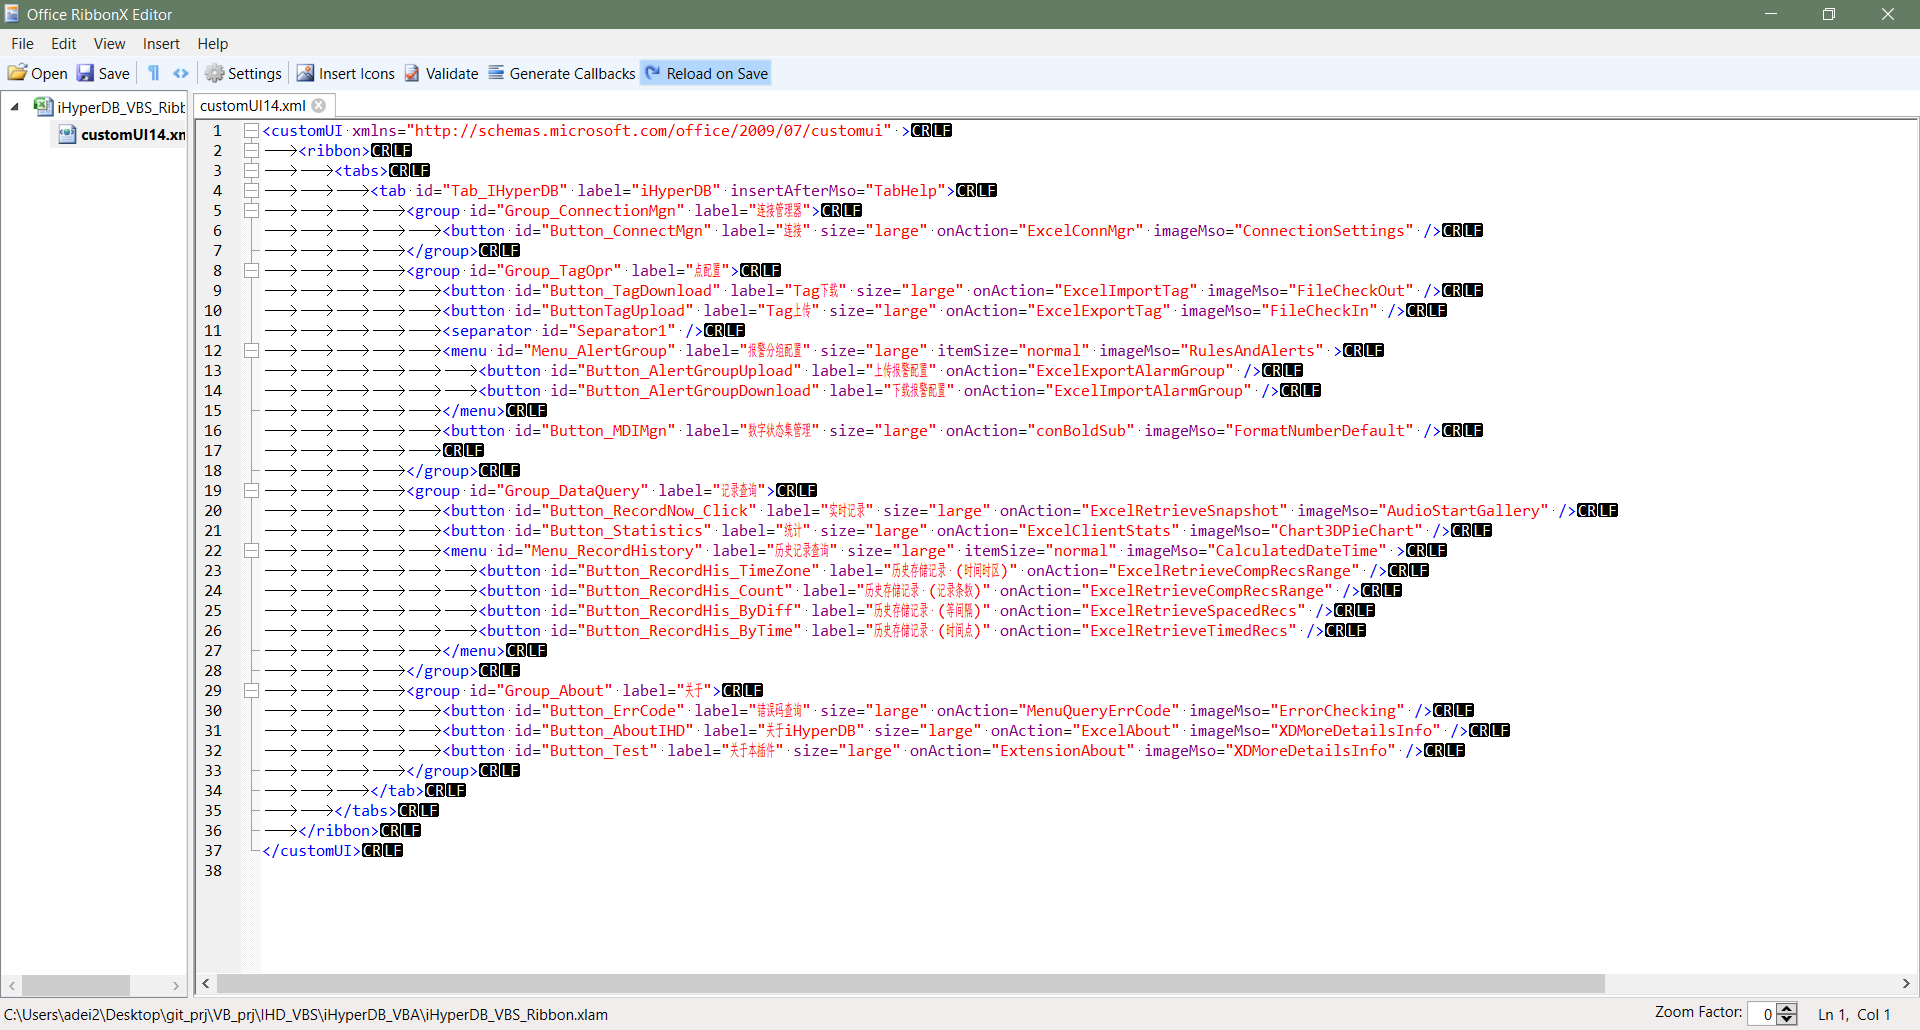 Office RibbonX Editor
File Edit View Insert Help
Open Save Settings Insert Icons Validate Generate Callbacks Reload on Save
iHyperDB_VBS_Ribb
customUI14.xm
customUI14.xml
1 <customUI xmlns="http://schemas.microsoft.com/office/2009/07/customui" >CRLF
2 <ribbon>CRLF
3 <tabs>CRLF
4 <tab id="Tab_IHyperDB" label="iHyperDB" insertAfterMso="TabHelp">CRLF
5 <group id="Group_ConnectionMgn" label="连接管理器">CRLF
6 <button id="Button_ConnectMgn" label="连接" size="large" onAction="ExcelConnMgr" imageMso="ConnectionSettings" />CRLF
7 </group>CRLF
8 <group id="Group_TagOpr" label="点配置">CRLF
9 <button id="Button_TagDownload" label="Tag下载" size="large" onAction="ExcelImportTag" imageMso="FileCheckOut" />CRLF
10 <button id="ButtonTagUpload" label="Tag上传" size="large" onAction="ExcelExportTag" imageMso="FileCheckIn" />CRLF
11 <separator id="Separator1" />CRLF
12 <menu id="Menu_AlertGroup" label="报警分组配置" size="large" itemSize="normal" imageMso="RulesAndAlerts" >CRLF
13 <button id="Button_AlertGroupUpload" label="上传报警配置" onAction="ExcelExportAlarmGroup" />CRLF
14 <button id="Button_AlertGroupDownload" label="下载报警配置" onAction="ExcelImportAlarmGroup" />CRLF
15 </menu>CRLF
16 <button id="Button_MDIMgn" label="数字状态集管理" size="large" onAction="conBoldSub" imageMso="FormatNumberDefault" />CRLF
17 CRLF
18 </group>CRLF
19 <group id="Group_DataQuery" label="记录查询">CRLF
20 <button id="Button_RecordNow_Click" label="实时记录" size="large" onAction="ExcelRetrieveSnapshot" imageMso="AudioStartGallery" />CRLF
21 <button id="Button_Statistics" label="统计" size="large" onAction="ExcelClientStats" imageMso="Chart3DPieChart" />CRLF
22 <menu id="Menu_RecordHistory" label="历史记录查询" size="large" itemSize="normal" imageMso="CalculatedDateTime" >CRLF
23 <button id="Button_RecordHis_TimeZone" label="历史存储记录 (时间时区)" onAction="ExcelRetrieveCompRecsRange" />CRLF
24 <button id="Button_RecordHis_Count" label="历史存储记录 (记录条数)" onAction="ExcelRetrieveCompRecsRange" />CRLF
25 <button id="Button_RecordHis_ByDiff" label="历史存储记录 (等间隔)" onAction="ExcelRetrieveSpacedRecs" />CRLF
26 <button id="Button_RecordHis_ByTime" label="历史存储记录 (时间点)" onAction="ExcelRetrieveTimedRecs" />CRLF
27 </menu>CRLF
28 </group>CRLF
29 <group id="Group_About" label="关于">CRLF
30 <button id="Button_ErrCode" label="错误码查询" size="large" onAction="MenuQueryErrCode" imageMso="ErrorChecking" />CRLF
31 <button id="Button_AboutIHD" label="关于iHyperDB" size="large" onAction="ExcelAbout" imageMso="XDMoreDetailsInfo" />CRLF
32 <button id="Button_Test" label="关于本插件" size="large" onAction="ExtensionAbout" imageMso="XDMoreDetailsInfo" />CRLF
33 </group>CRLF
34 </tab>CRLF
35 </tabs>CRLF
36 </ribbon>CRLF
37 </customUI>CRLF
38
C:\Users\adei2\Desktop\git_prj\VB_prj\IHD_VBS\iHyperDB_VBA\iHyperDB_VBS_Ribbon.xlam Zoom Factor: 0 Ln 1, Col 1